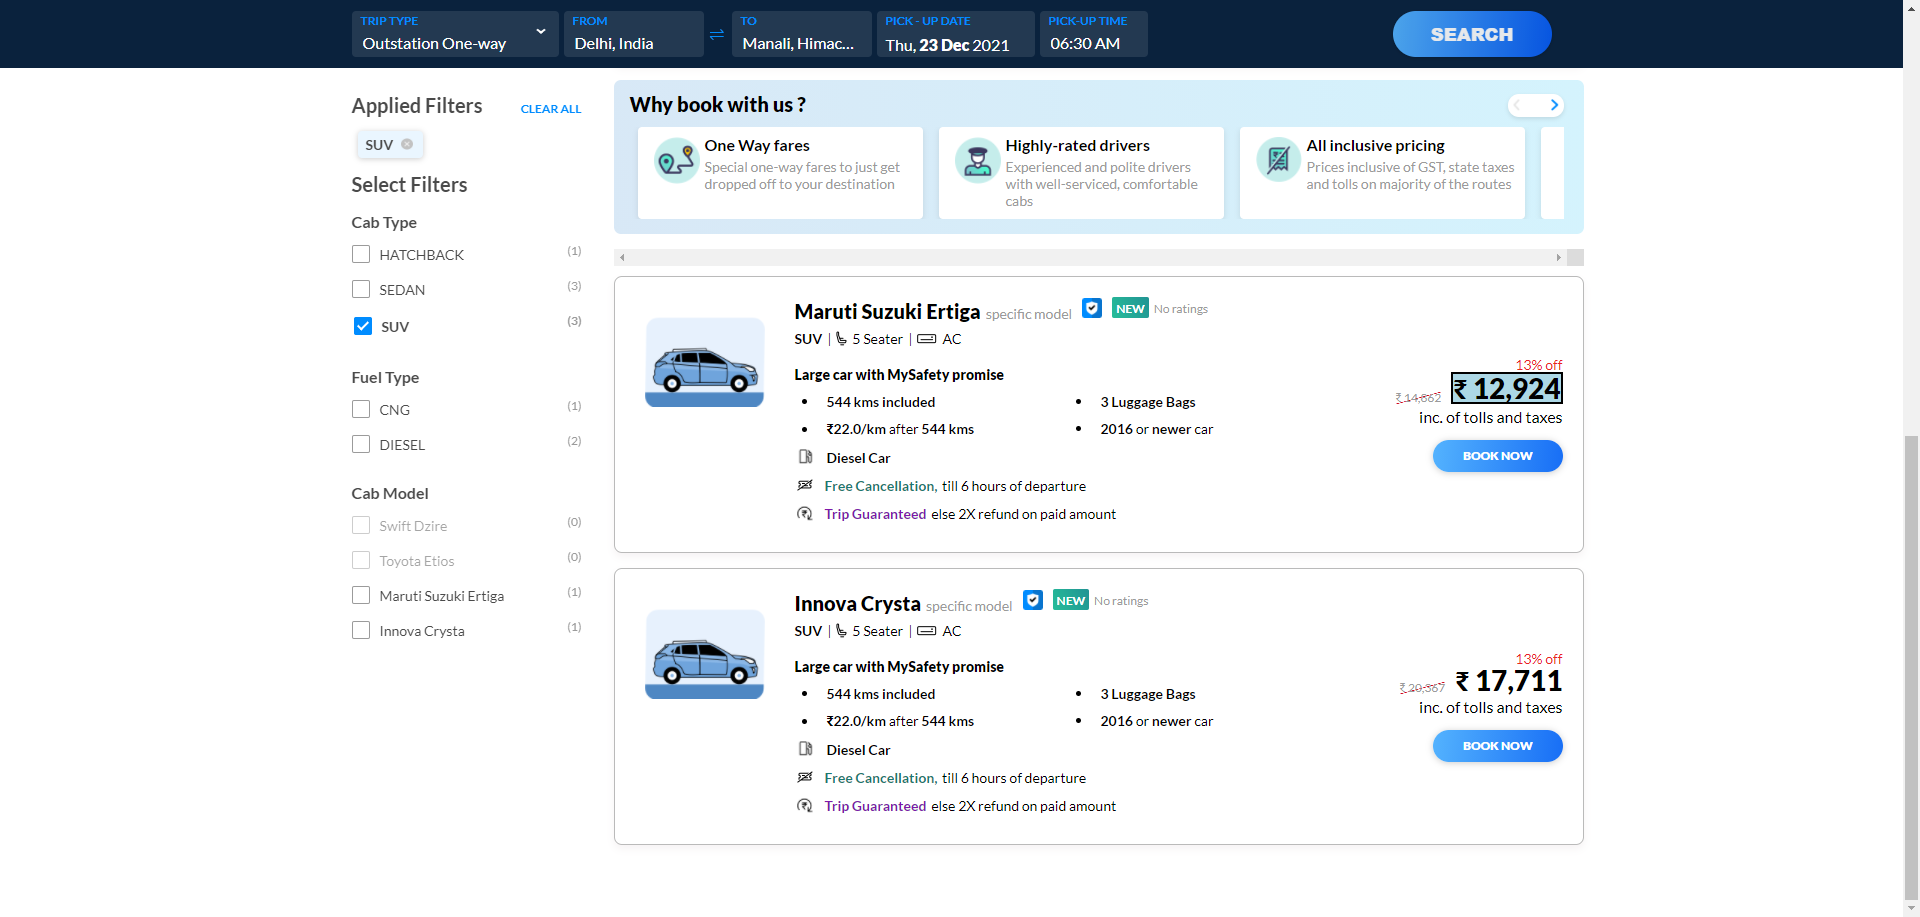 TRIP TYPE
Outstation One-way
FROM
Delhi, India
TO
Manali, Himac...
PICK - UP DATE
Thu, 23 Dec 2021
PICK-UP TIME
06:30 AM
SEARCH
Applied Filters
CLEAR ALL
SUV
Select Filters
Cab Type
HATCHBACK (1)
SEDAN (3)
SUV (3)
Fuel Type
CNG (1)
DIESEL (2)
Cab Model
Swift Dzire (0)
Toyota Etios (0)
Maruti Suzuki Ertiga (1)
Innova Crysta (1)
Why book with us ?
One Way fares
Special one-way fares to just get
dropped off to your destination
Highly-rated drivers
Experienced and polite drivers
with well-serviced, comfortable
cabs
All inclusive pricing
Prices inclusive of GST, state taxes
and tolls on majority of the routes
Maruti Suzuki Ertiga specific model NEW No ratings
SUV | 5 Seater | AC
Large car with MySafety promise
544 kms included
3 Luggage Bags
₹22.0/km after 544 kms
2016 or newer car
Diesel Car
Free Cancellation, till 6 hours of departure
Trip Guaranteed else 2X refund on paid amount
13% off
₹ 14,862 ₹ 12,924
inc. of tolls and taxes
BOOK NOW
Innova Crysta specific model NEW No ratings
SUV | 5 Seater | AC
Large car with MySafety promise
544 kms included
3 Luggage Bags
₹22.0/km after 544 kms
2016 or newer car
Diesel Car
Free Cancellation, till 6 hours of departure
Trip Guaranteed else 2X refund on paid amount
13% off
₹ 20,367 ₹ 17,711
inc. of tolls and taxes
BOOK NOW